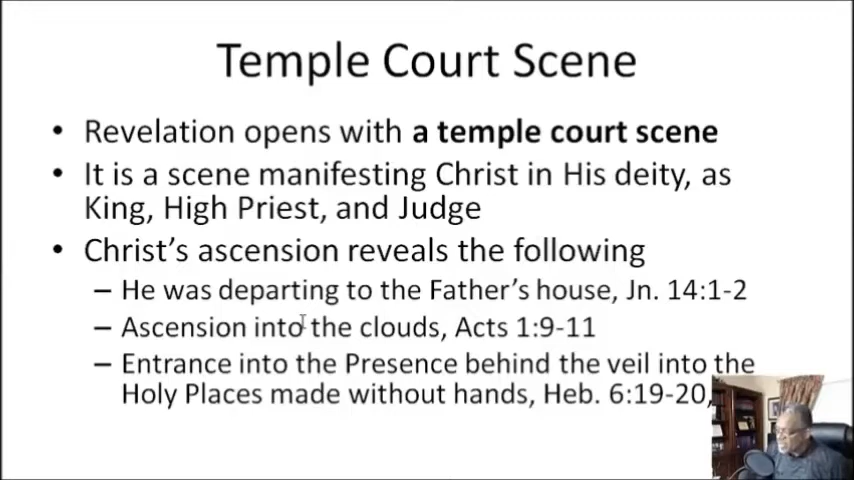 Temple Court Scene
• Revelation opens with a temple court scene
• It is a scene manifesting Christ in His deity, as
King, High Priest, and Judge
• Christ's ascension reveals the following
– He was departing to the Father's house, Jn. 14:1-2
– Ascension into the clouds, Acts 1:9-11
– Entrance into the Presence behind the veil into the
Holy Places made without hands, Heb. 6:19-20,